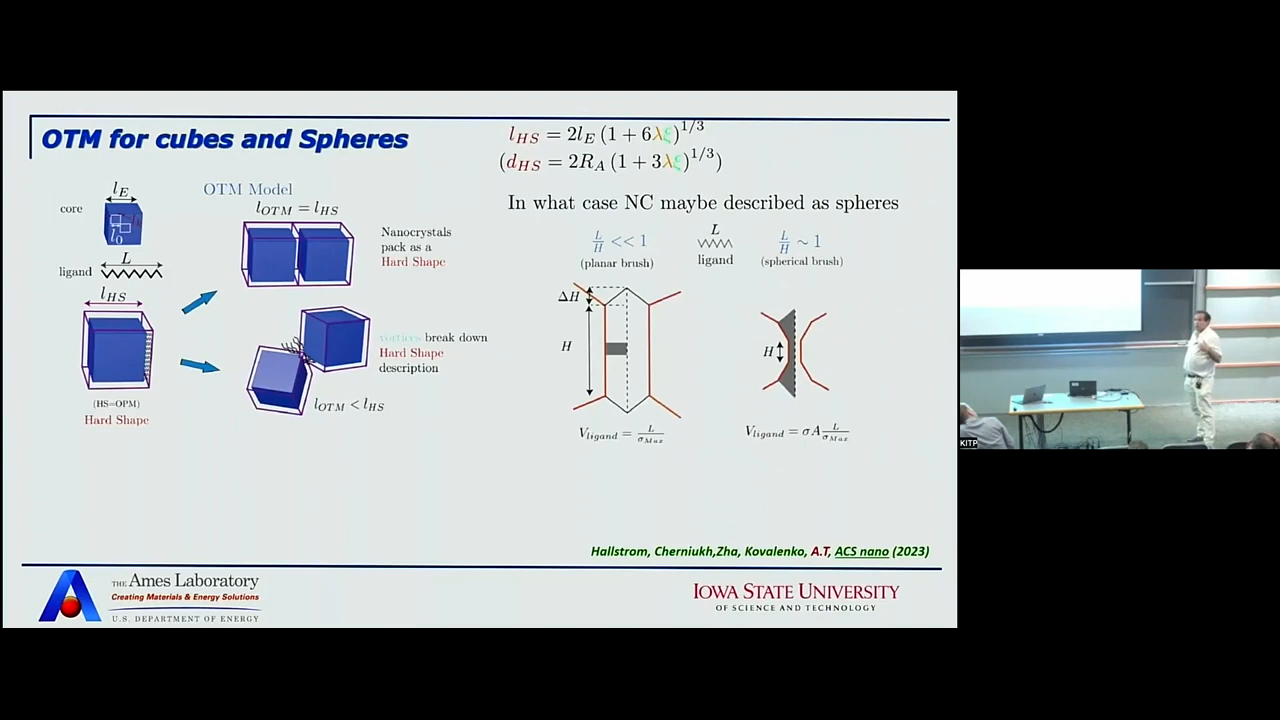 OTM for cubes and Spheres
l_HS = 2l_E (1 + 6λξ)^1/3
(d_HS = 2R_A (1 + 3λξ)^1/3)
l_E
core
l_0
ligand
L
l_HS
(HS=OPM)
Hard Shape
OTM Model
l_OTM = l_HS
Nanocrystals
pack as a
Hard Shape
vortices break down
Hard Shape
description
l_OTM < l_HS
In what case NC maybe described as spheres
L/H << 1
(planar brush)
L
ligand
L/H ∼ 1
(spherical brush)
ΔH
H
H
V_ligand = L/σ_Max
V_ligand = σA L/σ_Max
Hallstrom, Cherniukh,Zha, Kovalenko, A.T, ACS nano (2023)
THE Ames Laboratory
Creating Materials & Energy Solutions
U.S. DEPARTMENT OF ENERGY
IOWA STATE UNIVERSITY
OF SCIENCE AND TECHNOLOGY
KITP